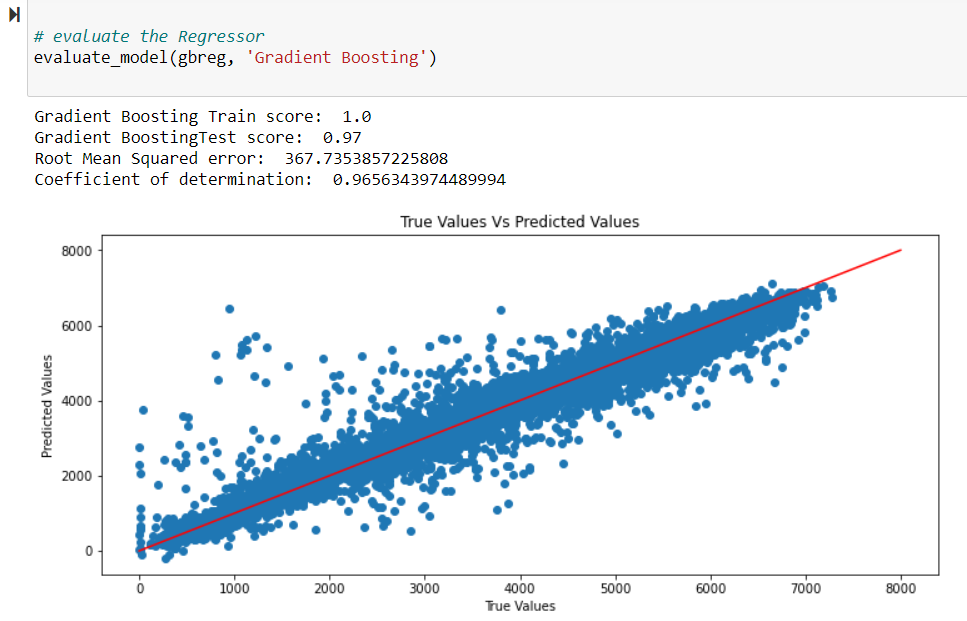 # evaluate the Regressor
evaluate_model(gbreg, 'Gradient Boosting')
Gradient Boosting Train score:  1.0
Gradient BoostingTest score:  0.97
Root Mean Squared error:  367.7353857225808
Coefficient of determination:  0.9656343974489994
True Values Vs Predicted Values
8000
6000
4000
2000
0
Predicted Values
0 1000 2000 3000 4000 5000 6000 7000 8000
True Values